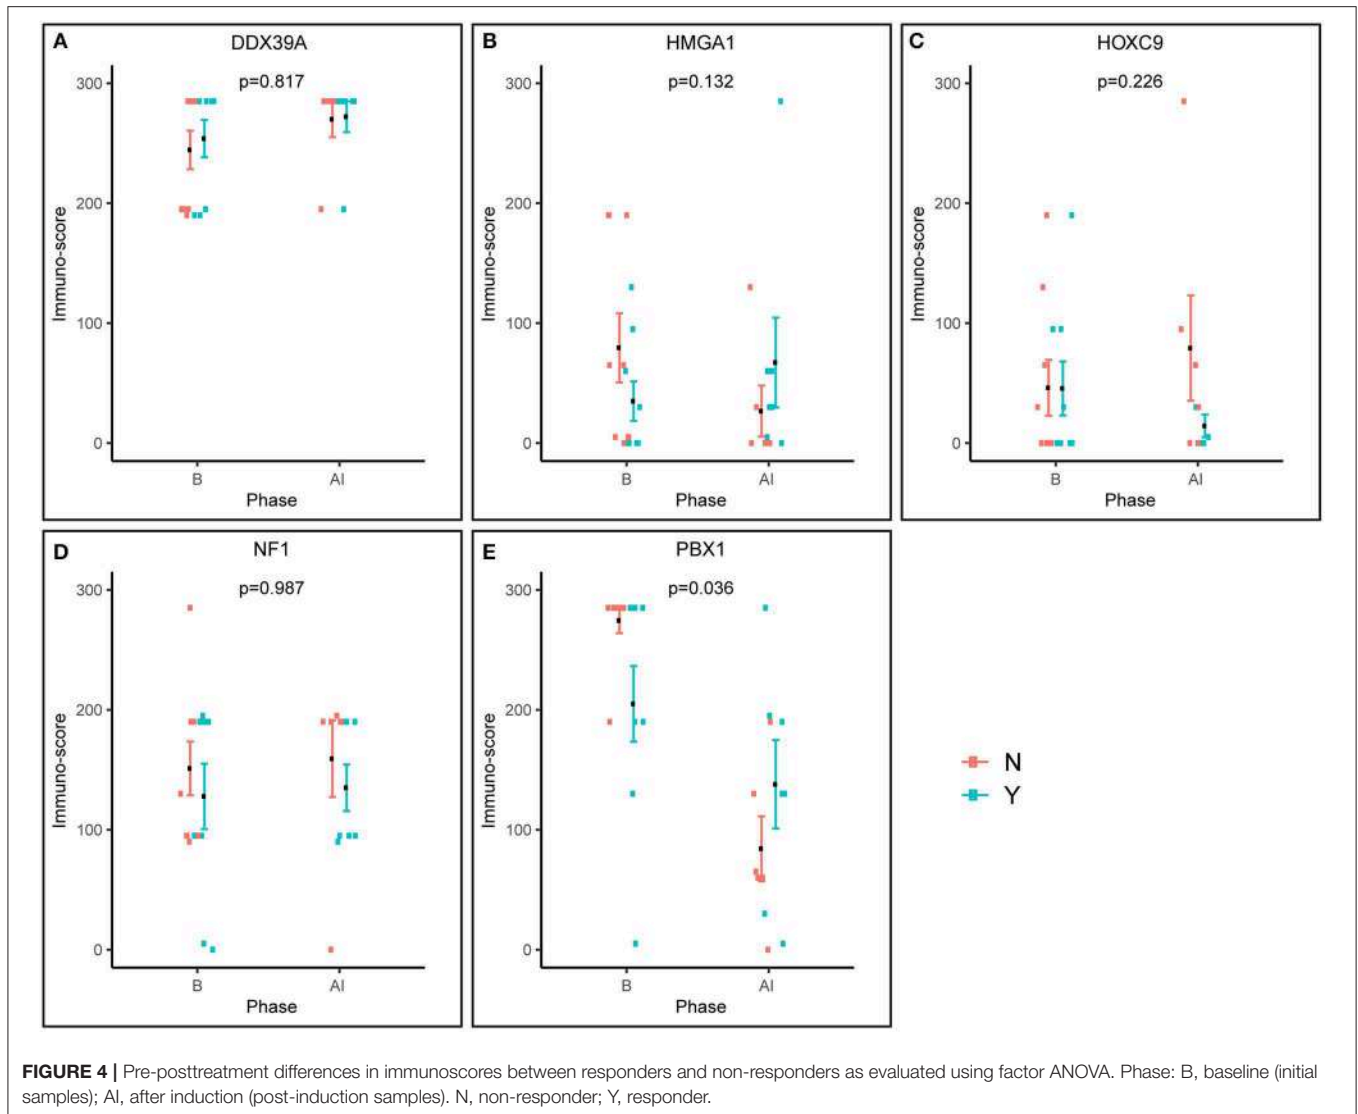 A
DDX39A
p=0.817
300
200
100
0
Immuno-score
B
AI
Phase
B
HMGA1
p=0.132
300
200
100
0
Immuno-score
B
AI
Phase
C
HOXC9
p=0.226
300
200
100
0
Immuno-score
B
AI
Phase
D
NF1
p=0.987
300
200
100
0
Immuno-score
B
AI
Phase
E
PBX1
p=0.036
300
200
100
0
Immuno-score
B
AI
Phase
N
Y
FIGURE 4 | Pre-posttreatment differences in immunoscores between responders and non-responders as evaluated using factor ANOVA. Phase: B, baseline (initial
samples); AI, after induction (post-induction samples). N, non-responder; Y, responder.